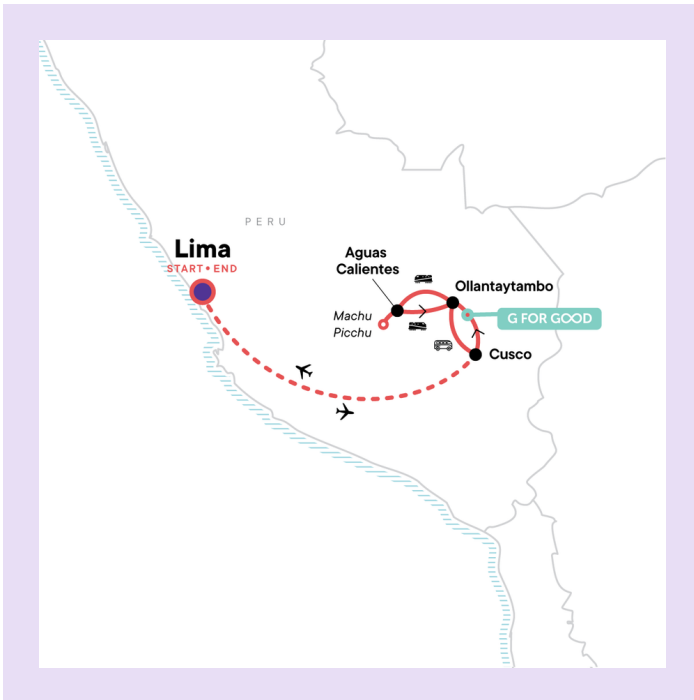 PERU
Lima
START • END
Aguas
Calientes
Ollantaytambo
Machu
Picchu
G FOR GOOD
Cusco